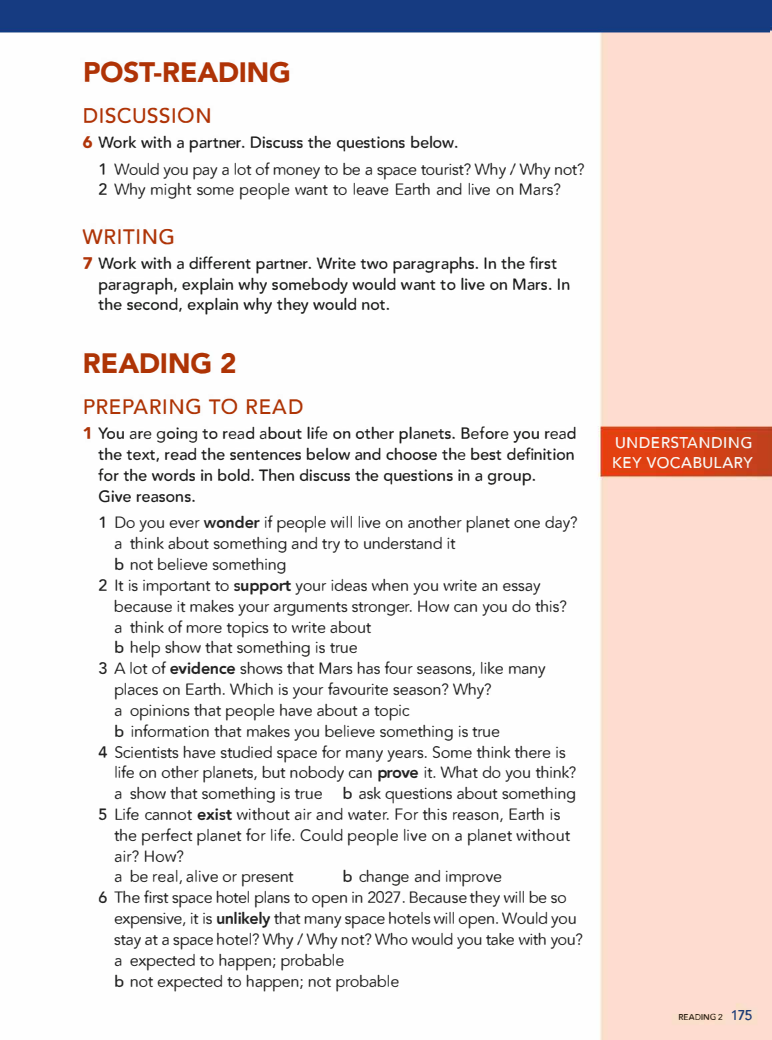 POST-READING
DISCUSSION
6 Work with a partner. Discuss the questions below.
1 Would you pay a lot of money to be a space tourist? Why / Why not?
2 Why might some people want to leave Earth and live on Mars?
WRITING
7 Work with a different partner. Write two paragraphs. In the first
paragraph, explain why somebody would want to live on Mars. In
the second, explain why they would not.
READING 2
PREPARING TO READ
1 You are going to read about life on other planets. Before you read
the text, read the sentences below and choose the best definition
for the words in bold. Then discuss the questions in a group.
Give reasons.
UNDERSTANDING
KEY VOCABULARY
1 Do you ever wonder if people will live on another planet one day?
a think about something and try to understand it
b not believe something
2 It is important to support your ideas when you write an essay
because it makes your arguments stronger. How can you do this?
a think of more topics to write about
b help show that something is true
3 A lot of evidence shows that Mars has four seasons, like many
places on Earth. Which is your favourite season? Why?
a opinions that people have about a topic
b information that makes you believe something is true
4 Scientists have studied space for many years. Some think there is
life on other planets, but nobody can prove it. What do you think?
a show that something is true b ask questions about something
5 Life cannot exist without air and water. For this reason, Earth is
the perfect planet for life. Could people live on a planet without
air? How?
a be real, alive or present b change and improve
6 The first space hotel plans to open in 2027. Because they will be so
expensive, it is unlikely that many space hotels will open. Would you
stay at a space hotel? Why / Why not? Who would you take with you?
a expected to happen; probable
b not expected to happen; not probable
READING 2 175